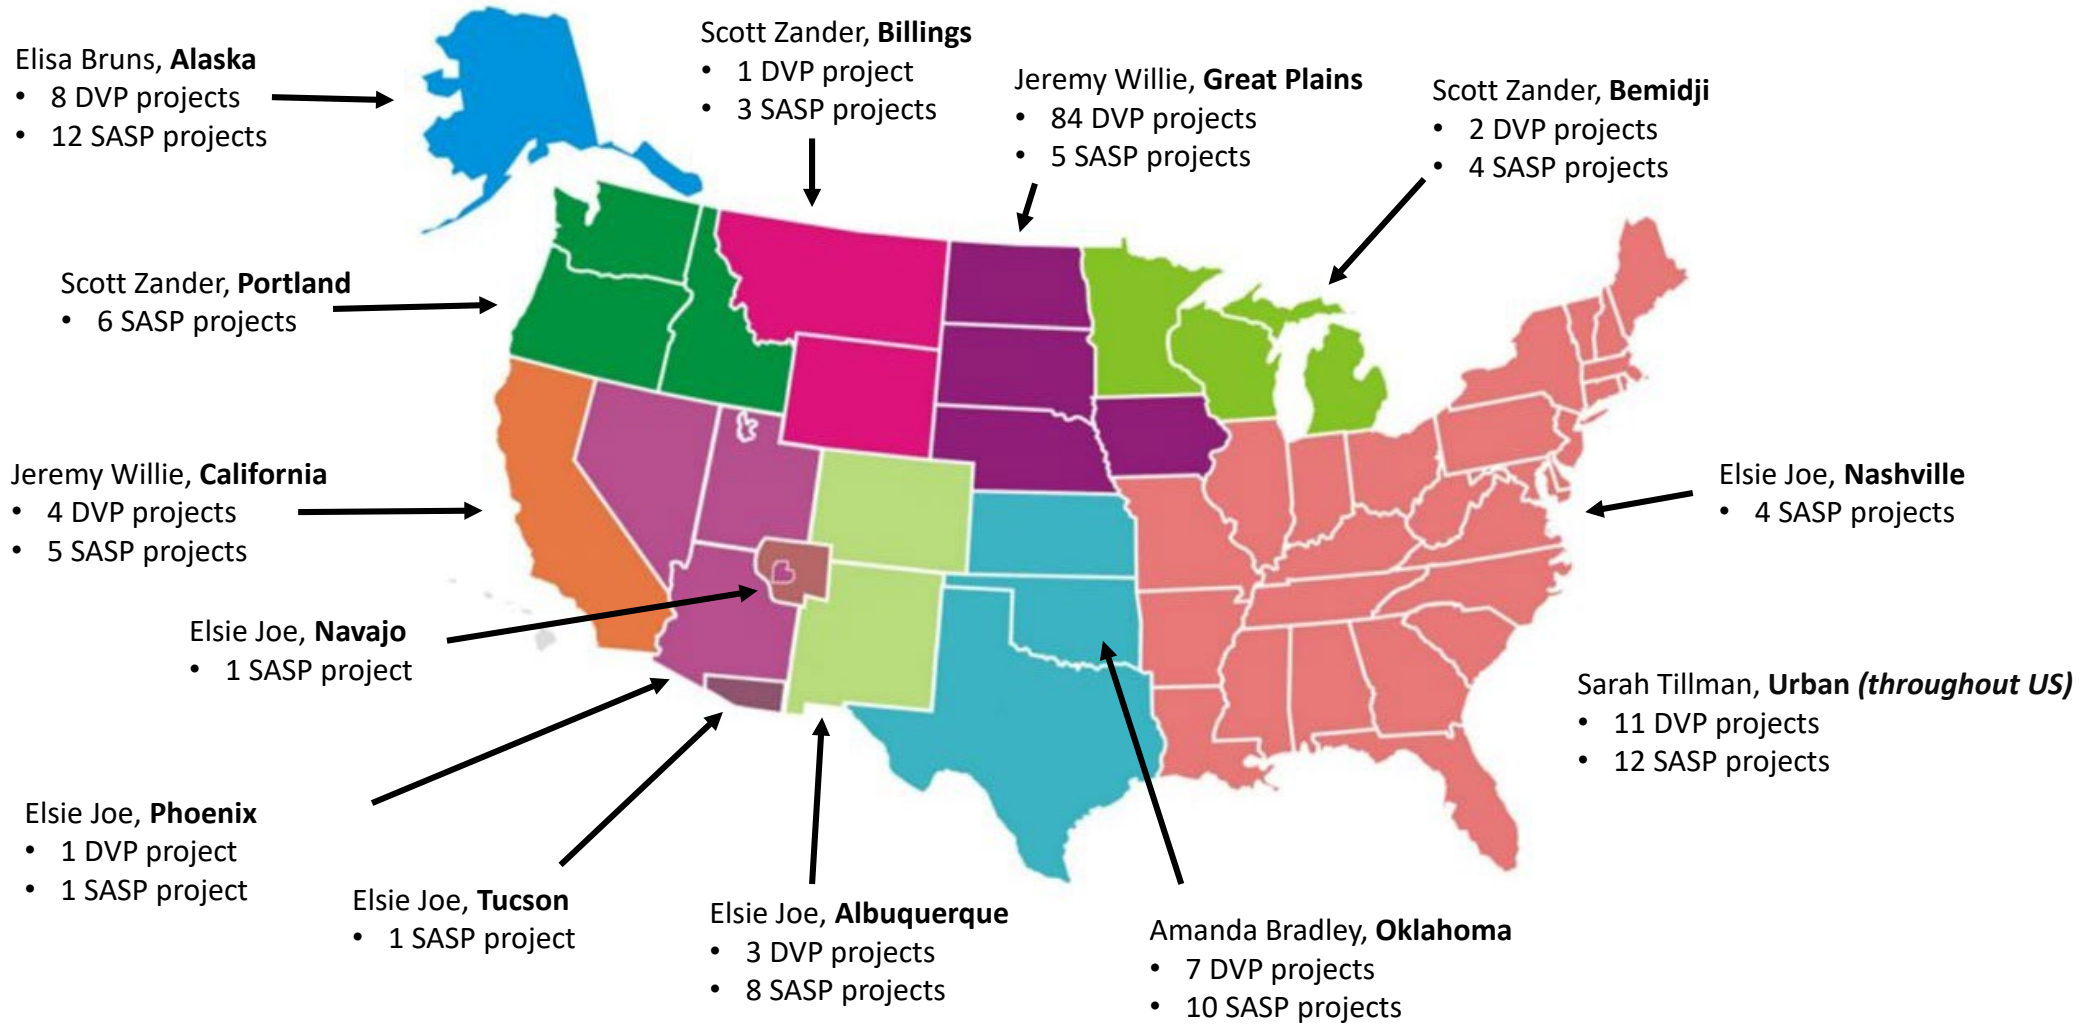 Elisa Bruns, Alaska
• 8 DVP projects
• 12 SASP projects
Scott Zander, Billings
• 1 DVP project
• 3 SASP projects
Jeremy Willie, Great Plains
• 84 DVP projects
• 5 SASP projects
Scott Zander, Bemidji
• 2 DVP projects
• 4 SASP projects
Scott Zander, Portland
• 6 SASP projects
Jeremy Willie, California
• 4 DVP projects
• 5 SASP projects
Elsie Joe, Nashville
• 4 SASP projects
Elsie Joe, Navajo
• 1 SASP project
Sarah Tillman, Urban (throughout US)
• 11 DVP projects
• 12 SASP projects
Elsie Joe, Phoenix
• 1 DVP project
• 1 SASP project
Elsie Joe, Tucson
• 1 SASP project
Elsie Joe, Albuquerque
• 3 DVP projects
• 8 SASP projects
Amanda Bradley, Oklahoma
• 7 DVP projects
• 10 SASP projects